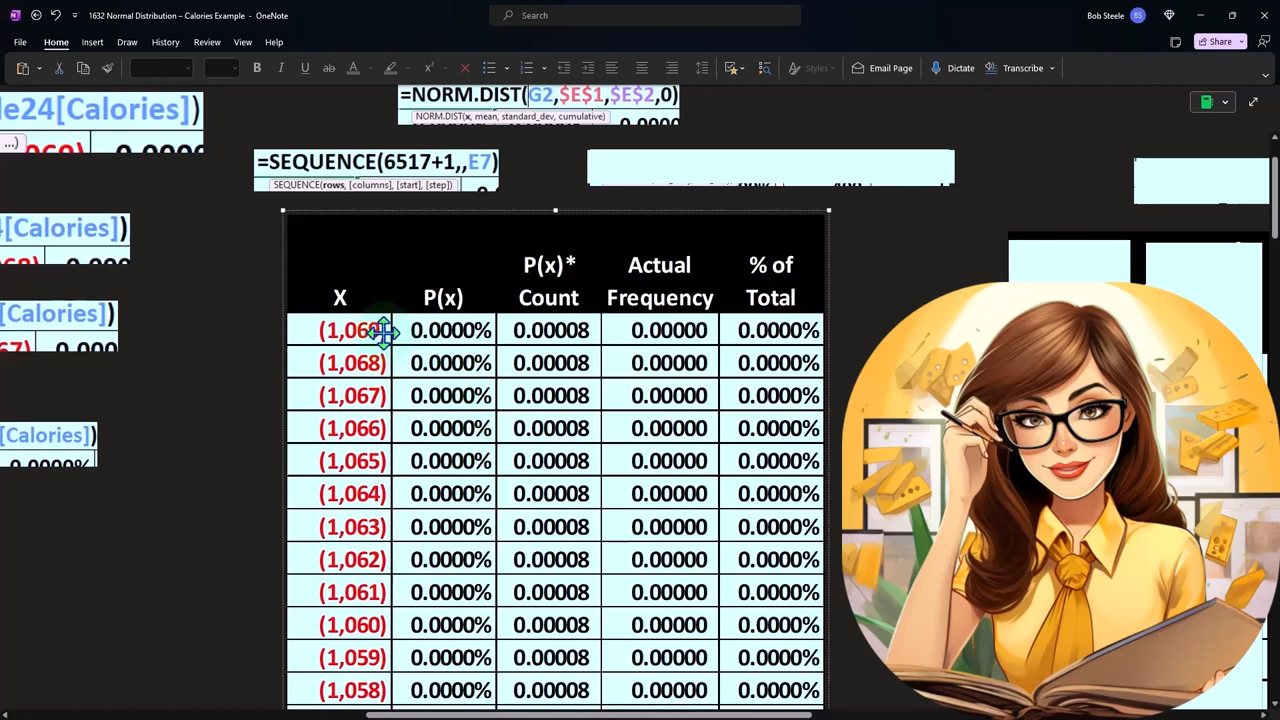 1632 Normal Distribution – Calories Example - OneNote
Search
Bob Steele
BS
File Home Insert Draw History Review View Help
Share
Email Page
Dictate
Transcribe
Styles
=NORM.DIST(G2,$E$1,$E$2,0)
NORM.DIST(x, mean, standard_dev, cumulative)
le24[Calories])
...)
=SEQUENCE(6517+1,,E7)
SEQUENCE(rows, [columns], [start], [step])
4[Calories])
[Calories])
[Calories])
X P(x) P(x)* Count Actual Frequency % of Total
(1,069) 0.0000% 0.00008 0.00000 0.0000%
(1,068) 0.0000% 0.00008 0.00000 0.0000%
(1,067) 0.0000% 0.00008 0.00000 0.0000%
(1,066) 0.0000% 0.00008 0.00000 0.0000%
(1,065) 0.0000% 0.00008 0.00000 0.0000%
(1,064) 0.0000% 0.00008 0.00000 0.0000%
(1,063) 0.0000% 0.00008 0.00000 0.0000%
(1,062) 0.0000% 0.00008 0.00000 0.0000%
(1,061) 0.0000% 0.00008 0.00000 0.0000%
(1,060) 0.0000% 0.00008 0.00000 0.0000%
(1,059) 0.0000% 0.00008 0.00000 0.0000%
(1,058) 0.0000% 0.00008 0.00000 0.0000%